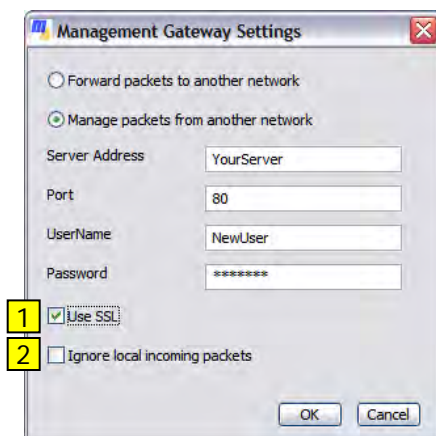 Management Gateway Settings
Forward packets to another network
Manage packets from another network
Server Address YourServer
Port 80
UserName NewUser
Password *******
1 Use SSL
2 Ignore local incoming packets
OK Cancel